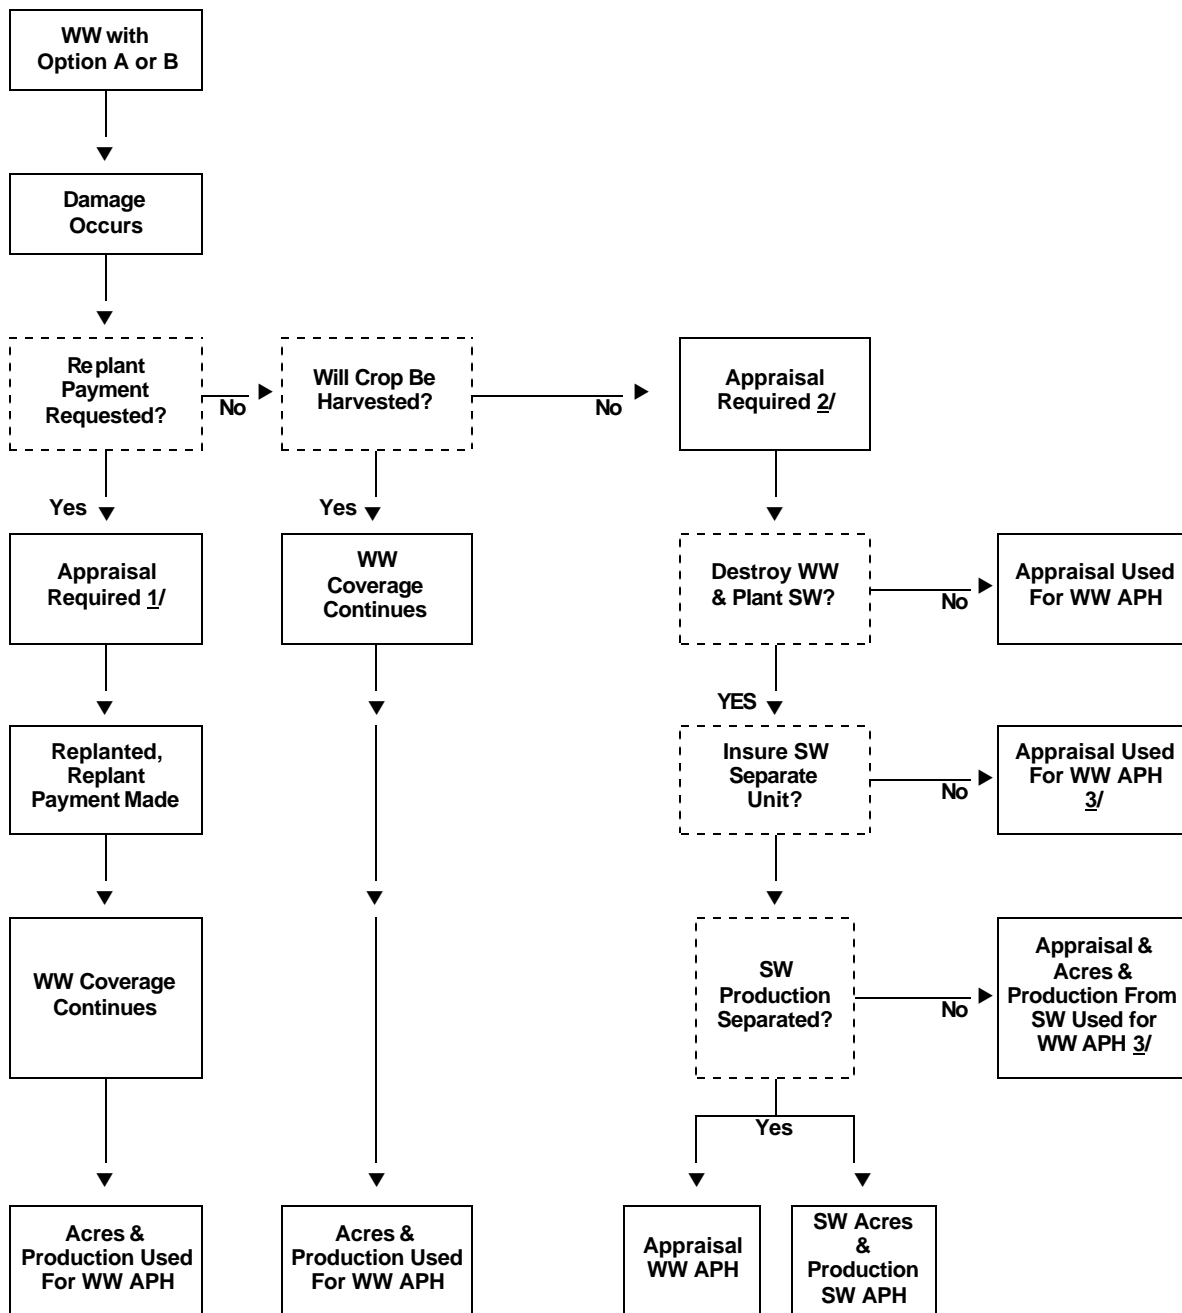 WW with
Option A or B
Damage
Occurs
Replant
Payment
Requested?
No
Will Crop Be
Harvested?
No
Appraisal
Required 2/
Yes
Yes
Appraisal
Required 1/
WW
Coverage
Continues
Destroy WW
& Plant SW?
No
Appraisal Used
For WW APH
YES
Replanted,
Replant
Payment Made
Insure SW
Separate
Unit?
No
Appraisal Used
For WW APH
3/
WW Coverage
Continues
SW
Production
Separated?
No
Appraisal &
Acres &
Production From
SW Used for
WW APH 3/
Yes
Acres &
Production Used
For WW APH
Acres &
Production Used
For WW APH
Appraisal
WW APH
SW Acres
&
Production
SW APH